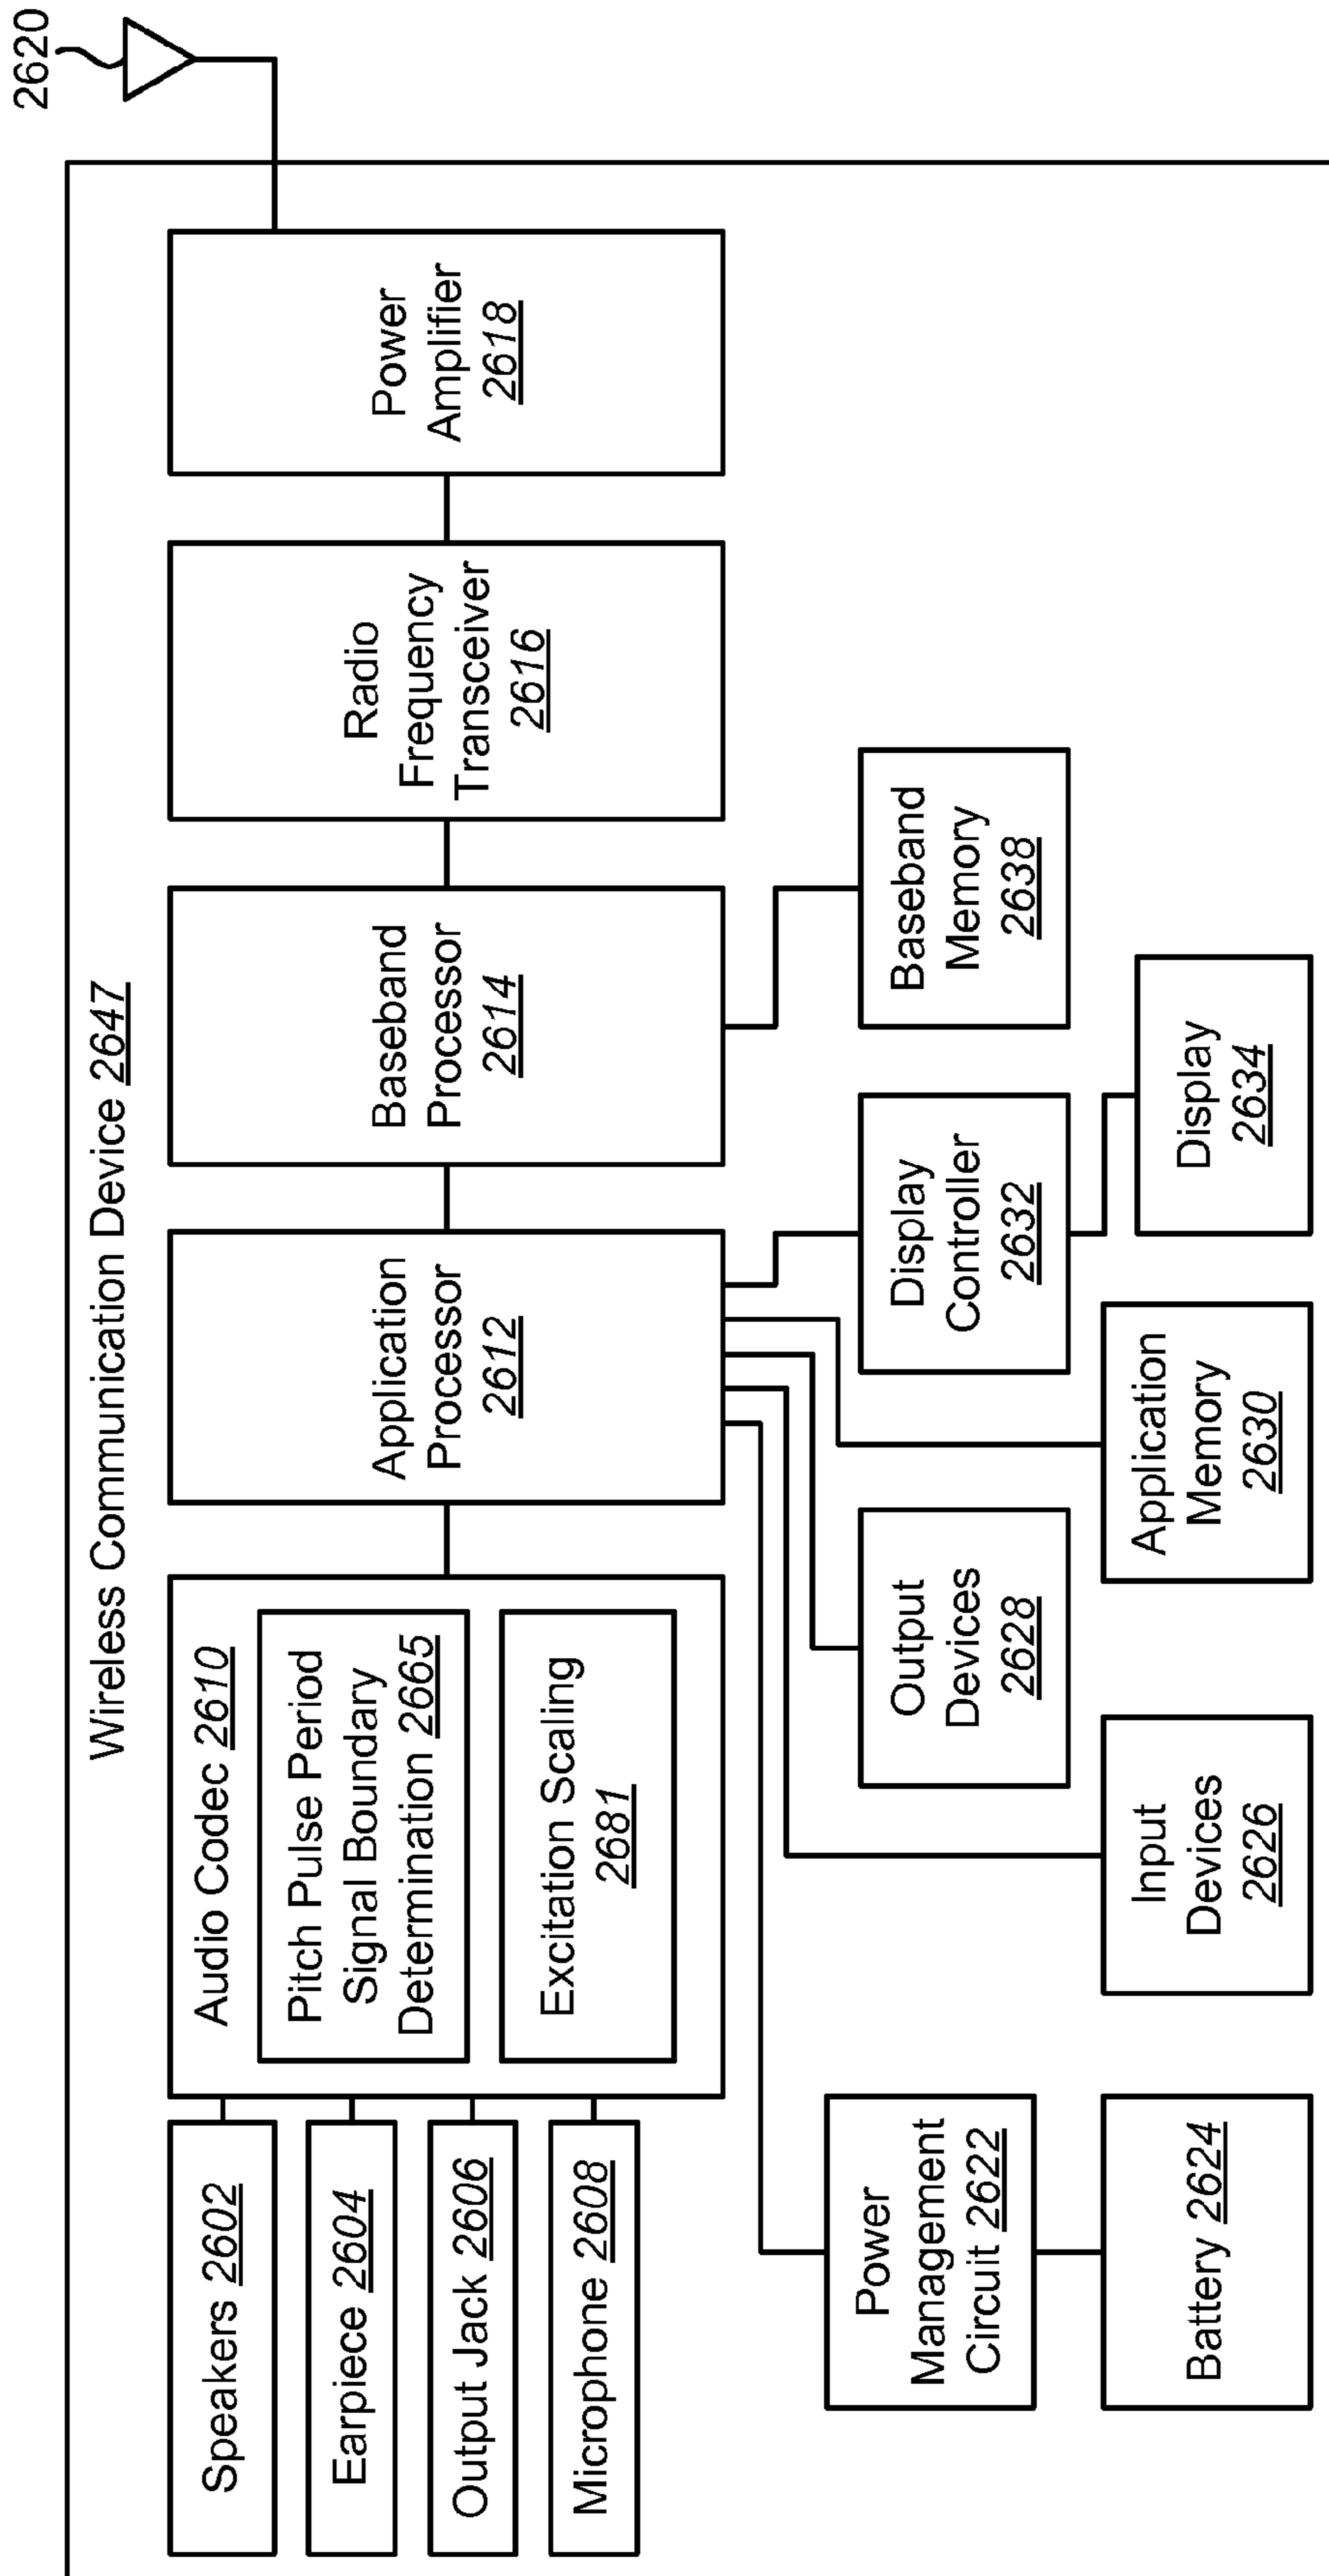 Wireless Communication Device 2647
2620
Speakers 2602
Earpiece 2604
Output Jack 2606
Microphone 2608
Audio Codec 2610
Pitch Pulse Period
Signal Boundary
Determination 2665
Excitation Scaling
2681
Application
Processor
2612
Baseband
Processor
2614
Radio
Frequency
Transceiver
2616
Power
Amplifier
2618
Power
Management
Circuit 2622
Battery 2624
Input
Devices
2626
Output
Devices
2628
Application
Memory
2630
Display
Controller
2632
Display
2634
Baseband
Memory
2638